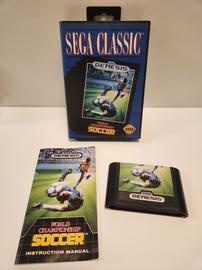 SEGA CLASSIC
GENESIS
WORLD
CHAMPIONSHIP
SOCCER
GENESIS
WORLD
CHAMPIONSHIP
SOCCER
INSTRUCTION MANUAL
GENESIS